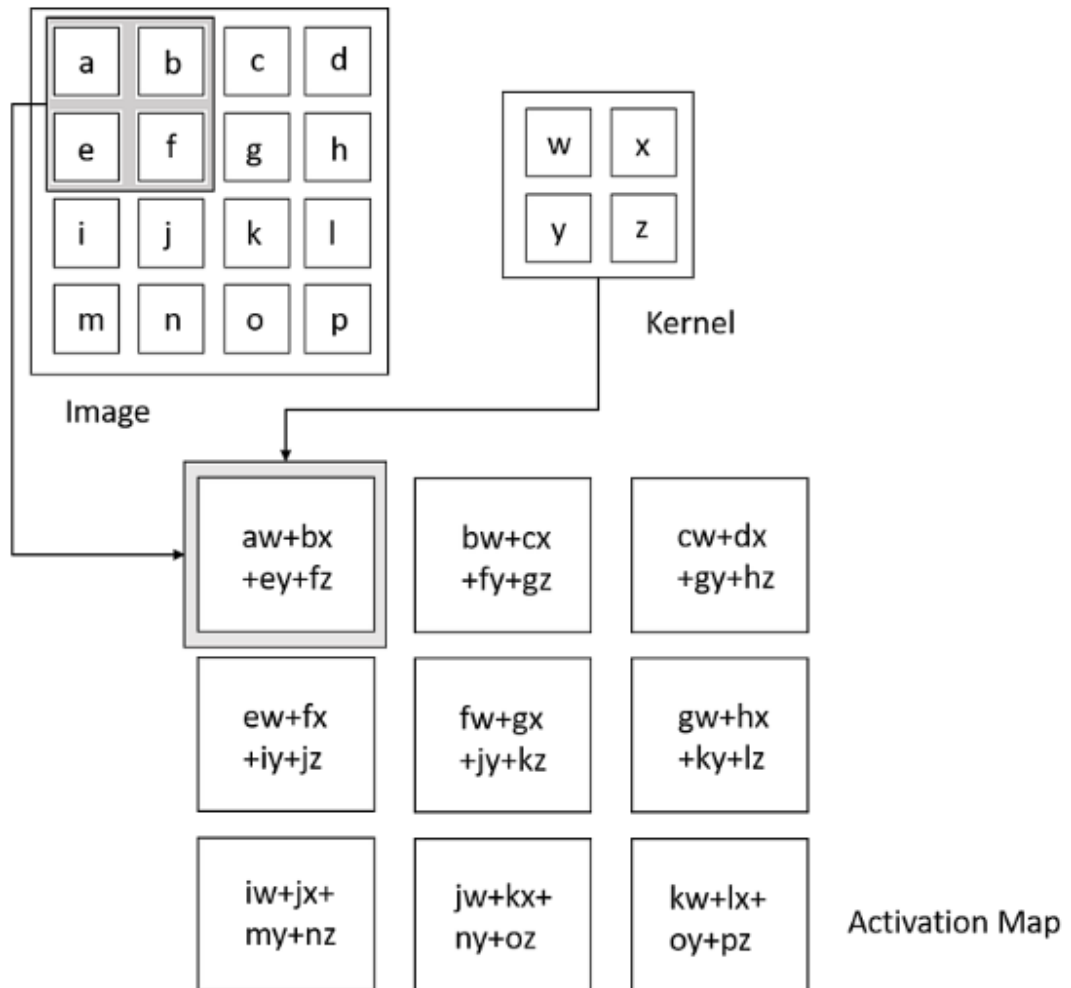 a b c d
e f g h
i j k l
m n o p
Image
w x
y z
Kernel
aw+bx
+ey+fz
bw+cx
+fy+gz
cw+dx
+gy+hz
ew+fx
+iy+jz
fw+gx
+jy+kz
gw+hx
+ky+lz
iw+jx+
my+nz
jw+kx+
ny+oz
kw+lx+
oy+pz
Activation Map